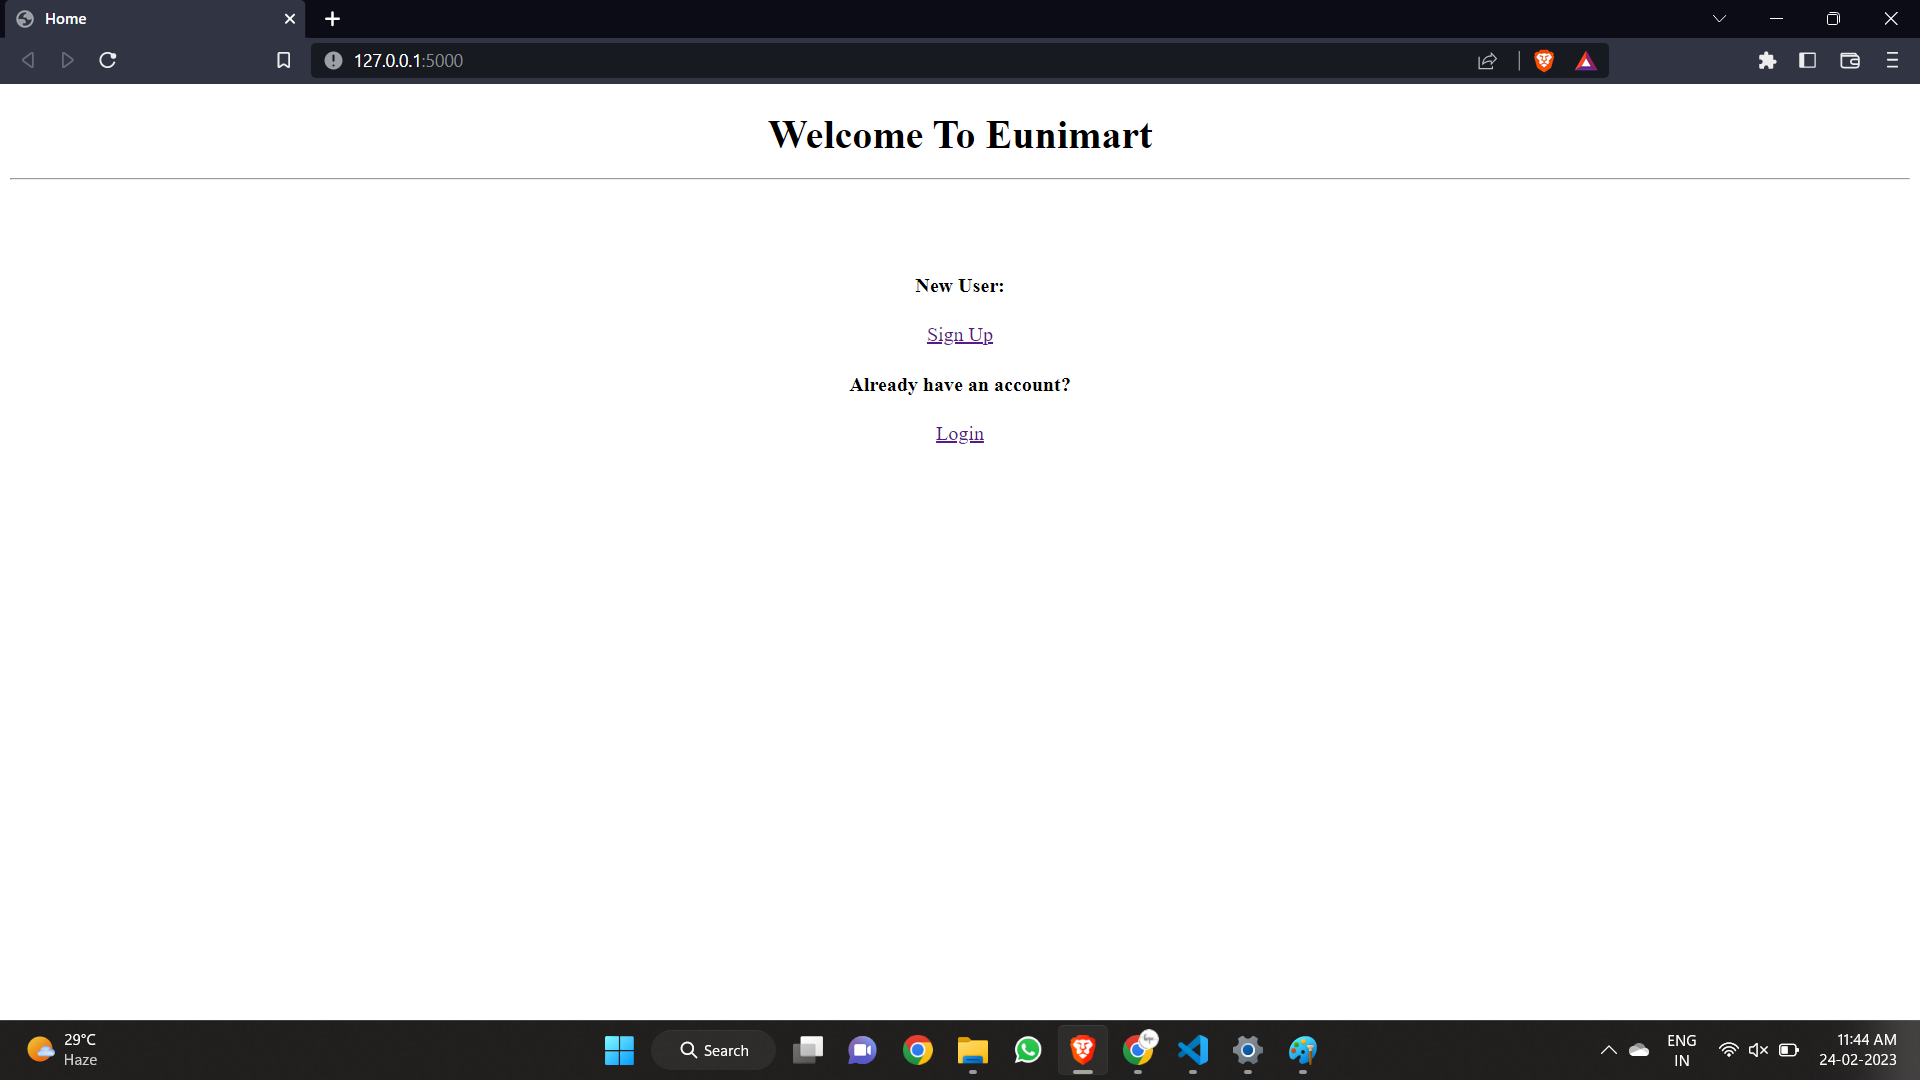 Home
127.0.0.1:5000
Welcome To Eunimart
New User:
Sign Up
Already have an account?
Login
29°C
Haze
Search
ENG
IN
11:44 AM
24-02-2023